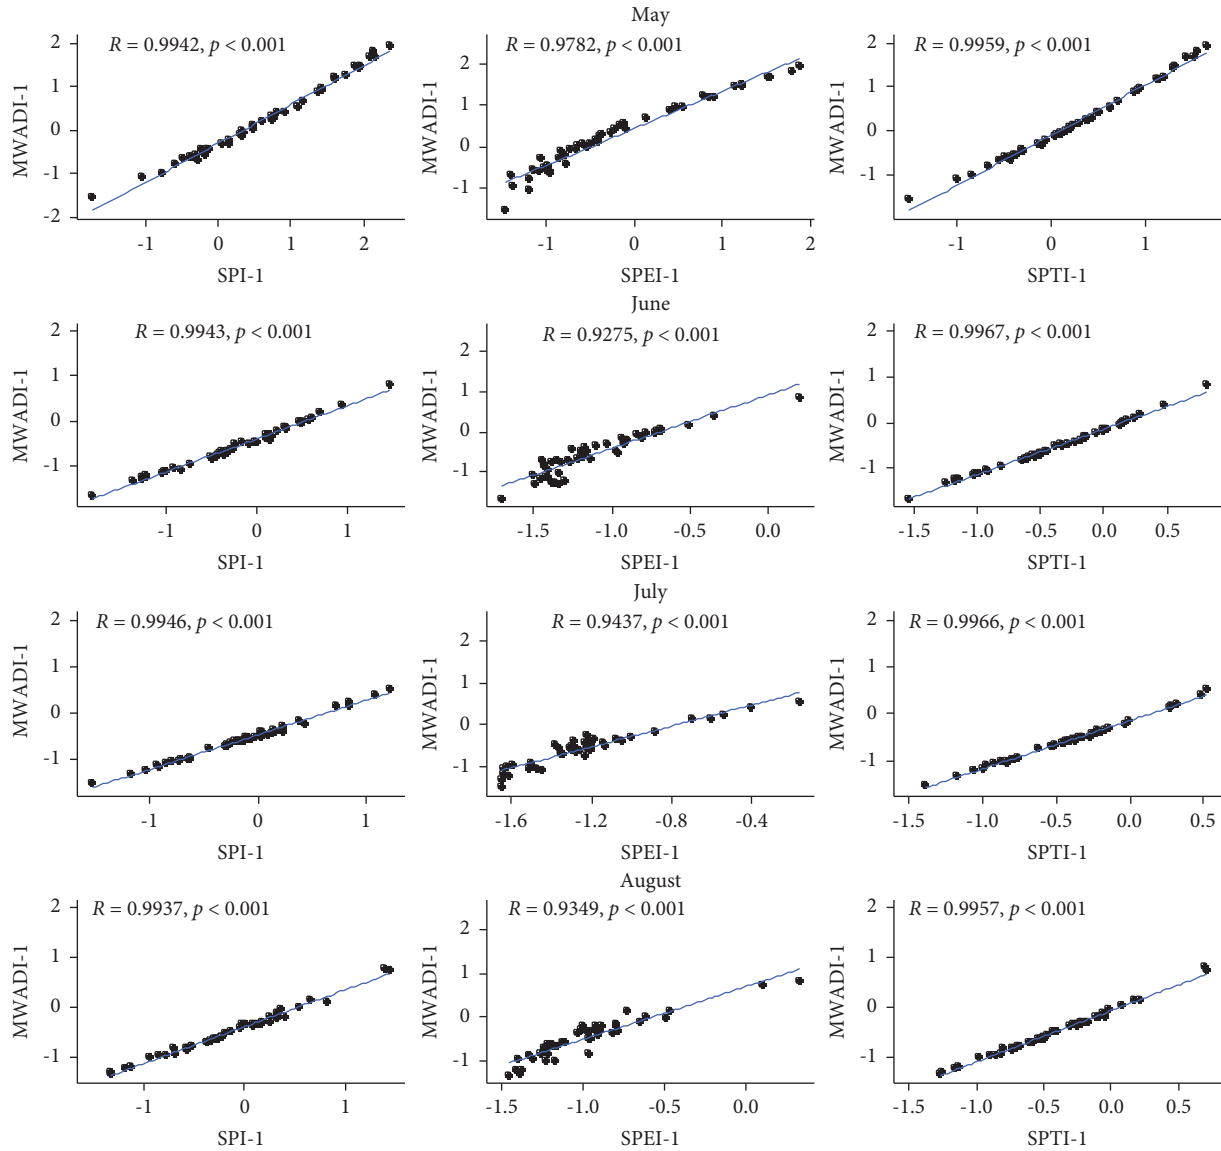 May
R = 0.9942, p < 0.001
2
1
0
-1
-2
MWADI-1
-1 0 1 2
SPI-1
R = 0.9782, p < 0.001
2
1
0
-1
MWADI-1
-1 0 1 2
SPEI-1
R = 0.9959, p < 0.001
2
1
0
-1
MWADI-1
-1 0 1
SPTI-1
June
R = 0.9943, p < 0.001
2
1
0
-1
MWADI-1
-1 0 1
SPI-1
R = 0.9275, p < 0.001
2
1
0
-1
MWADI-1
-1.5 -1.0 -0.5 0.0
SPEI-1
R = 0.9967, p < 0.001
2
1
0
-1
MWADI-1
-1.5 -1.0 -0.5 0.0 0.5
SPTI-1
July
R = 0.9946, p < 0.001
2
1
0
-1
MWADI-1
-1 0 1
SPI-1
R = 0.9437, p < 0.001
2
1
0
-1
MWADI-1
-1.6 -1.2 -0.8 -0.4
SPEI-1
R = 0.9966, p < 0.001
2
1
0
-1
MWADI-1
-1.5 -1.0 -0.5 0.0 0.5
SPTI-1
August
R = 0.9937, p < 0.001
2
1
0
-1
MWADI-1
-1 0 1
SPI-1
R = 0.9349, p < 0.001
2
1
0
-1
MWADI-1
-1.5 -1.0 -0.5 0.0
SPEI-1
R = 0.9957, p < 0.001
2
1
0
-1
MWADI-1
-1.5 -1.0 -0.5 0.0 0.5
SPTI-1